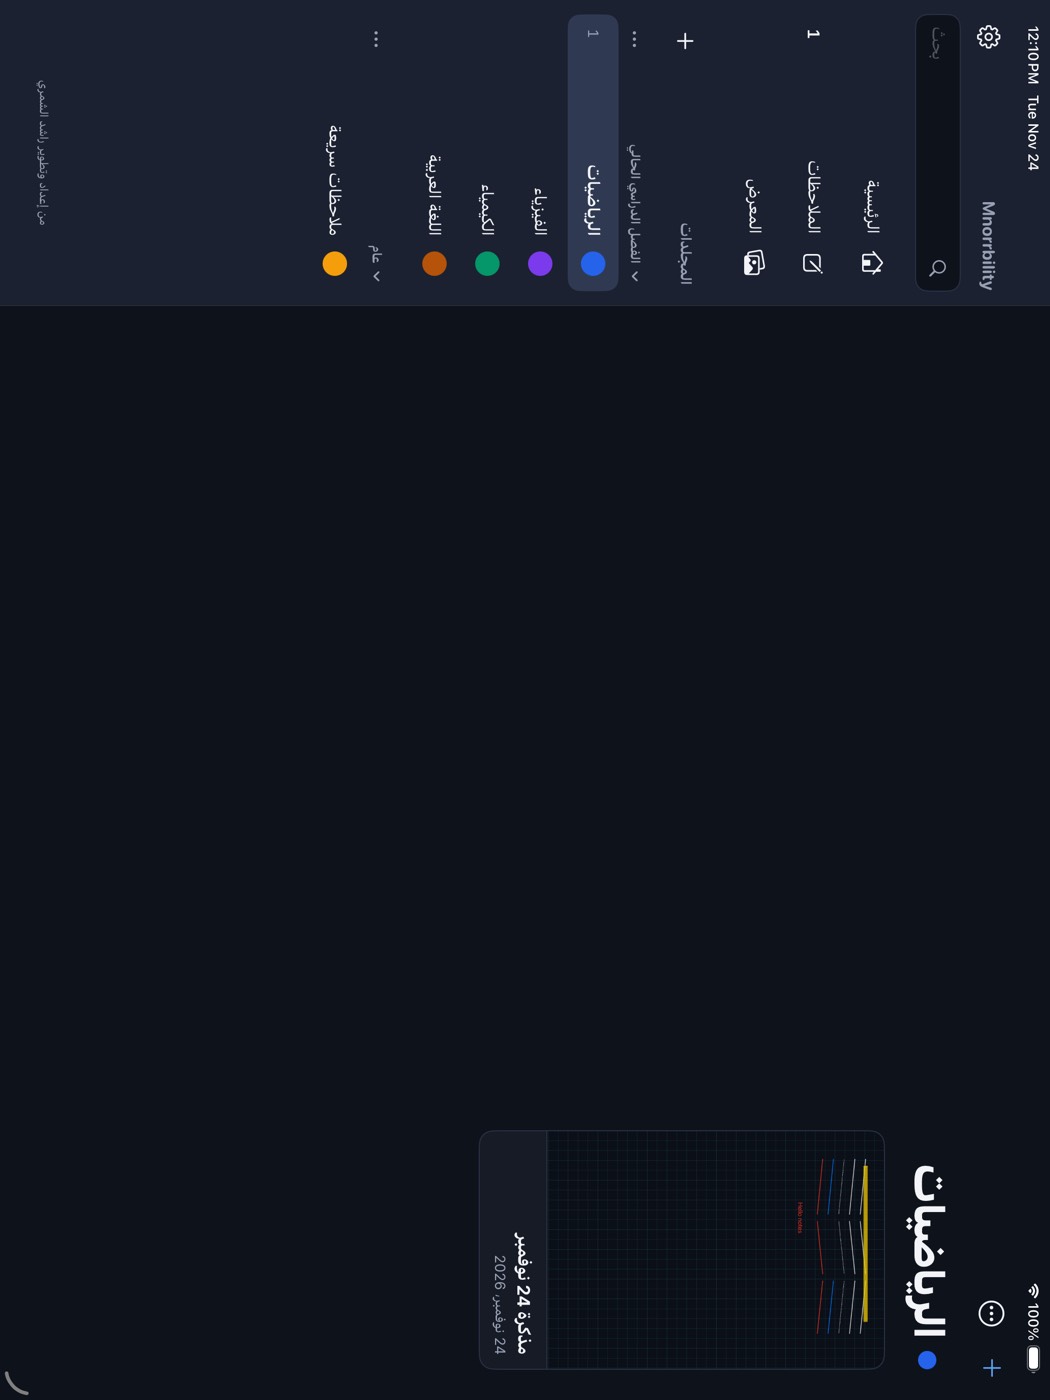 12:10 PM Tue Nov 24
100%
Mnorrbility
بحث
الرئيسية
الملاحظات
1
المعرض
المجلدات
الفصل الدراسي الحالي
الرياضيات
1
الفيزياء
الكيمياء
اللغة العربية
عام
ملاحظات سريعة
من إعداد وتطوير راشد الشمري
الرياضيات
Hello notes
مذكرة 24 نوفمبر
24 نوفمبر، 2026